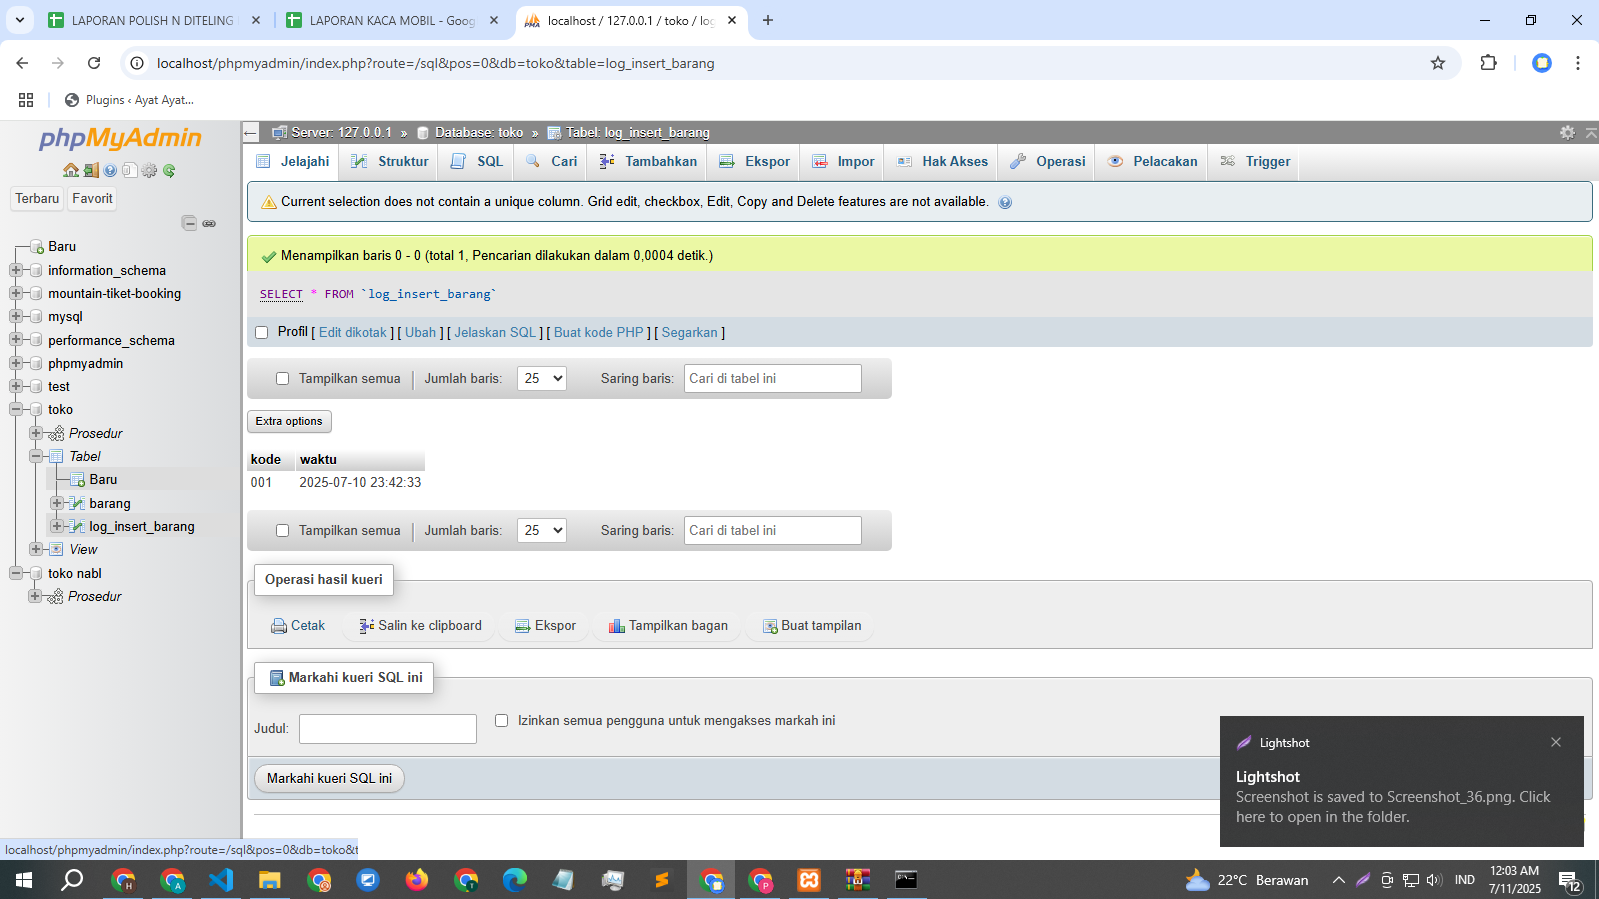 LAPORAN POLISH N DITELING
LAPORAN KACA MOBIL - Goog
localhost / 127.0.0.1 / toko / log
localhost/phpmyadmin/index.php?route=/sql&pos=0&db=toko&table=log_insert_barang
Plugins ‹ Ayat Ayat...
phpMyAdmin
Terbaru
Favorit
Baru
information_schema
mountain-tiket-booking
mysql
performance_schema
phpmyadmin
test
toko
Prosedur
Tabel
Baru
barang
log_insert_barang
View
toko nabl
Prosedur
Server: 127.0.0.1 » Database: toko » Tabel: log_insert_barang
Jelajahi Struktur SQL Cari Tambahkan Ekspor Impor Hak Akses Operasi Pelacakan Trigger
Current selection does not contain a unique column. Grid edit, checkbox, Edit, Copy and Delete features are not available.
Menampilkan baris 0 - 0 (total 1, Pencarian dilakukan dalam 0,0004 detik.)
SELECT * FROM `log_insert_barang`
Profil [ Edit dikotak ] [ Ubah ] [ Jelaskan SQL ] [ Buat kode PHP ] [ Segarkan ]
Tampilkan semua Jumlah baris: 25 Saring baris: Cari di tabel ini
Extra options
kode waktu
001 2025-07-10 23:42:33
Tampilkan semua Jumlah baris: 25 Saring baris: Cari di tabel ini
Operasi hasil kueri
Cetak Salin ke clipboard Ekspor Tampilkan bagan Buat tampilan
Markahi kueri SQL ini
Judul: Izinkan semua pengguna untuk mengakses markah ini
Markahi kueri SQL ini
Lightshot
Lightshot
Screenshot is saved to Screenshot_36.png. Click
here to open in the folder.
localhost/phpmyadmin/index.php?route=/sql&pos=0&db=toko&t
22°C Berawan
IND
12:03 AM
7/11/2025
12